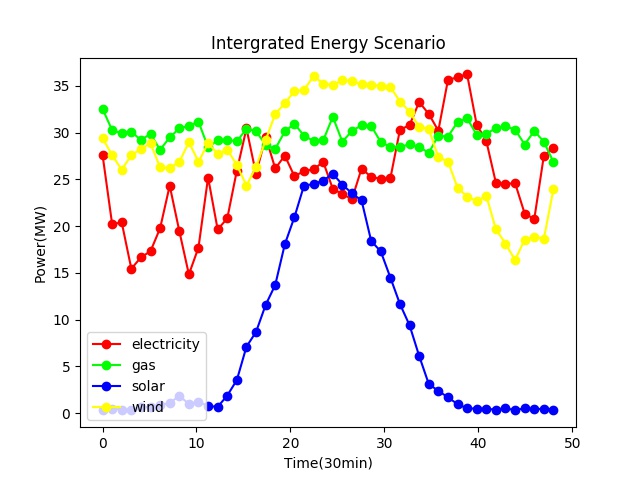 Intergrated Energy Scenario
Power(MW)
35
30
25
20
15
10
5
0
electricity
gas
solar
wind
0 10 20 30 40 50
Time(30min)